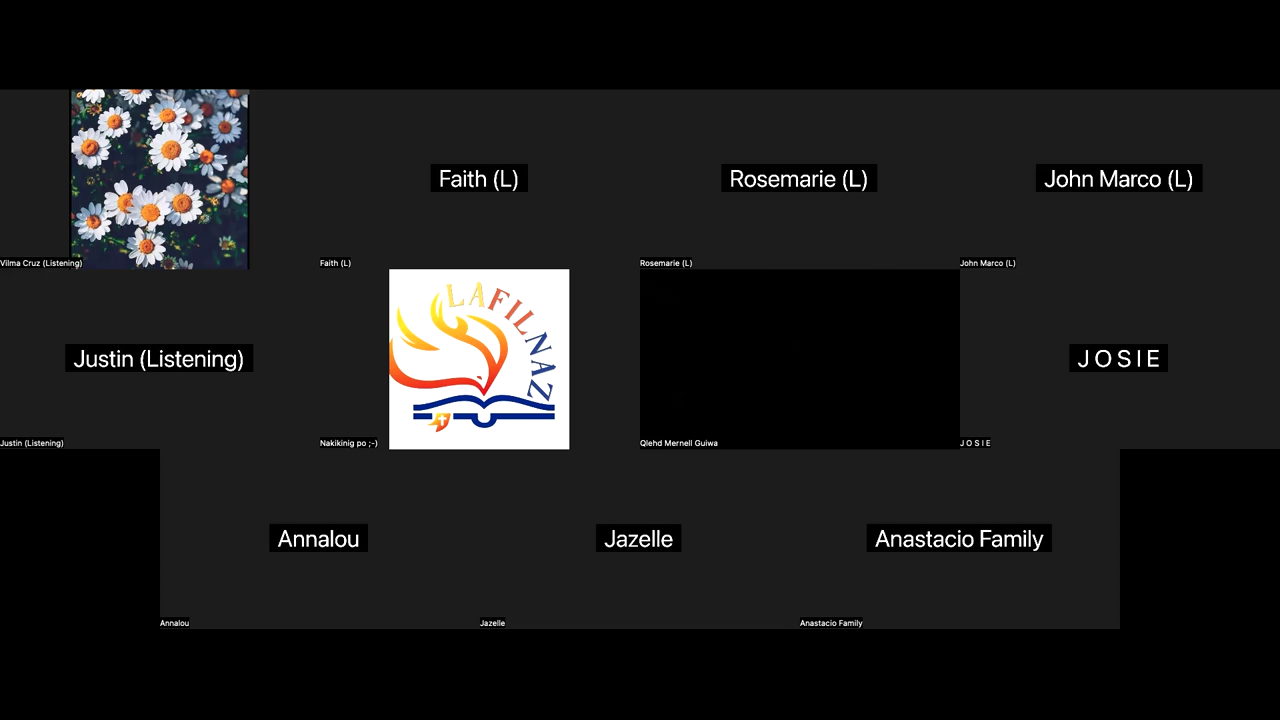 Vilma Cruz (Listening)
Faith (L)
Faith (L)
Rosemarie (L)
Rosemarie (L)
John Marco (L)
John Marco (L)
Justin (Listening)
Justin (Listening)
LAFILNAZ
Nakikinig po ;-)
Qlehd Mernell Guiwa
J O S I E
J O S I E
Annalou
Annalou
Jazelle
Jazelle
Anastacio Family
Anastacio Family